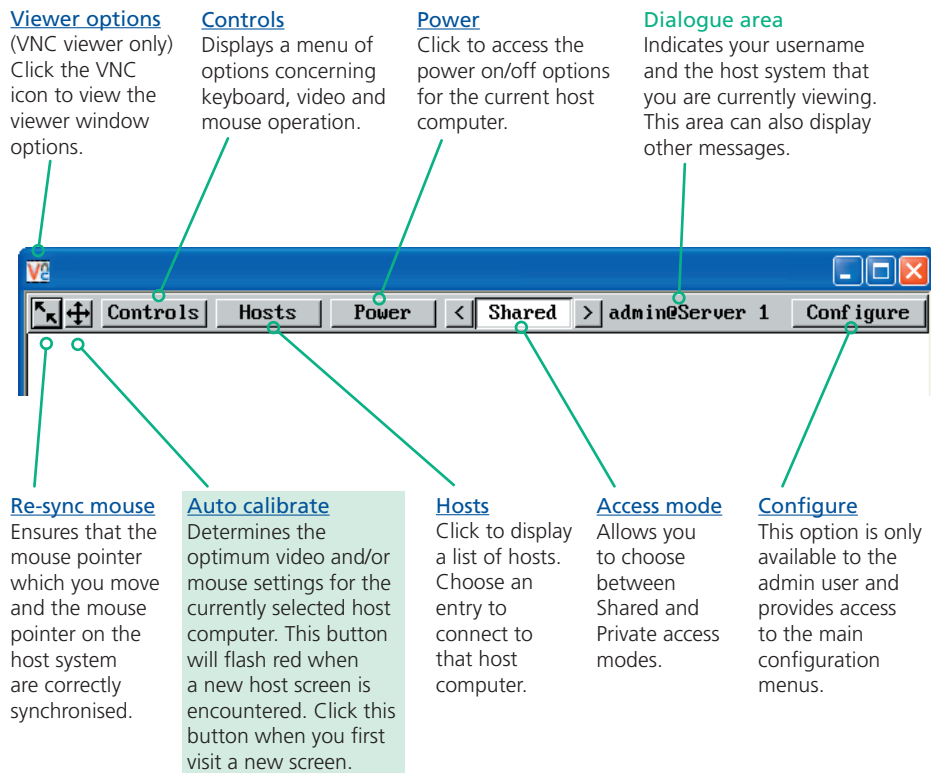 Viewer options
(VNC viewer only)
Click the VNC
icon to view the
viewer window
options.
Controls
Displays a menu of
options concerning
keyboard, video and
mouse operation.
Power
Click to access the
power on/off options
for the current host
computer.
Dialogue area
Indicates your username
and the host system that
you are currently viewing.
This area can also display
other messages.
Controls Hosts Power < Shared > admin@Server 1 Configure
Re-sync mouse
Ensures that the
mouse pointer
which you move
and the mouse
pointer on the
host system
are correctly
synchronised.
Auto calibrate
Determines the
optimum video and/or
mouse settings for the
currently selected host
computer. This button
will flash red when
a new host screen is
encountered. Click this
button when you first
visit a new screen.
Hosts
Click to display
a list of hosts.
Choose an
entry to
connect to
that host
computer.
Access mode
Allows you
to choose
between
Shared and
Private access
modes.
Configure
This option is only
available to the
admin user and
provides access
to the main
configuration
menus.